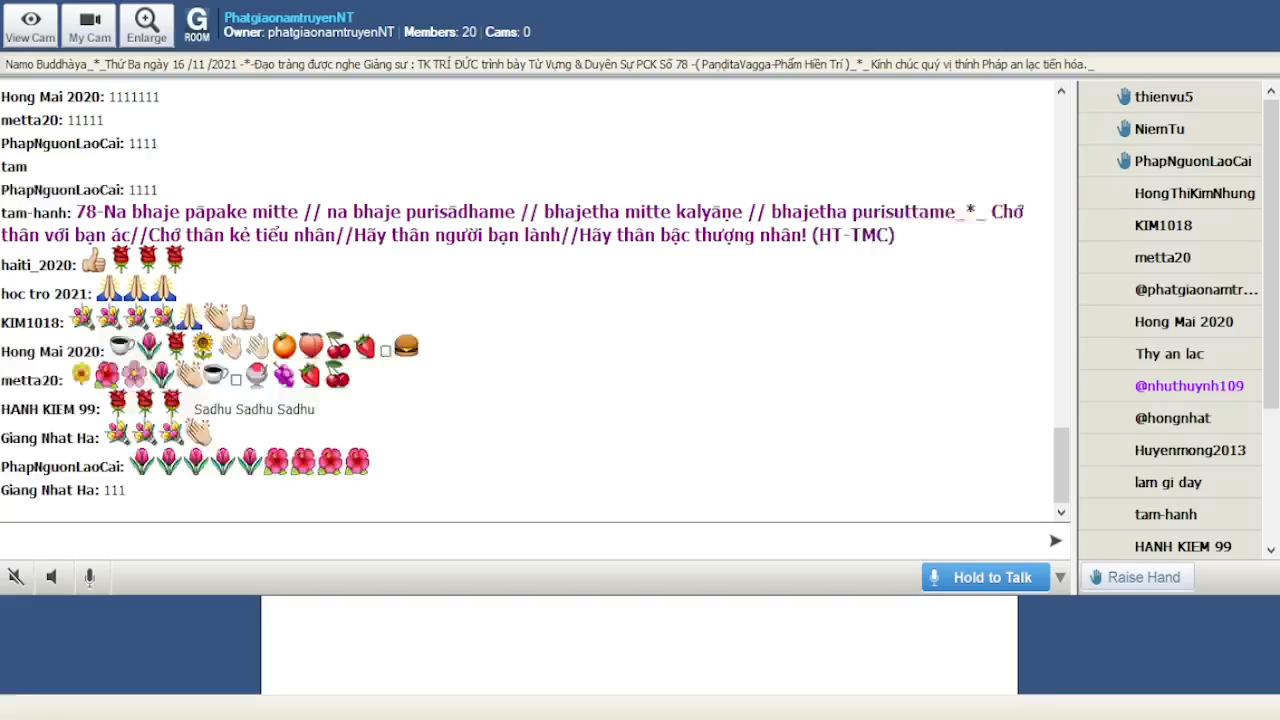 View Cam
My Cam
Enlarge
G
ROOM
PhatgiaonamtruyenNT
Owner: phatgiaonamtruyenNT | Members: 20 | Cams: 0
Namo Buddhàya_*_Thứ Ba ngày 16 /11 /2021 -*-Đạo tràng được nghe Giảng sư : TK TRÍ ĐỨC trình bày Từ Vựng & Duyên Sự PCK Số 78 -( PaṇḍitaVagga-Phẩm Hiền Trí )_*_ Kính chúc quý vị thính Pháp an lạc tiến hóa._
Hong Mai 2020: 1111111
metta20: 11111
PhapNguonLaoCai: 1111
tam
PhapNguonLaoCai: 1111
tam-hanh: 78-Na bhaje pāpake mitte // na bhaje purisādhame // bhajetha mitte kalyāṇe // bhajetha purisuttame_*_ Chớ
thân với bạn ác//Chớ thân kẻ tiểu nhân//Hãy thân người bạn lành//Hãy thân bậc thượng nhân! (HT-TMC)
haiti_2020:
hoc tro 2021:
KIM1018:
Hong Mai 2020:
metta20:
HANH KIEM 99: Sadhu Sadhu Sadhu
Giang Nhat Ha:
PhapNguonLaoCai:
Giang Nhat Ha: 111
Hold to Talk
thienvu5
NiemTu
PhapNguonLaoCai
HongThiKimNhung
KIM1018
metta20
@phatgiaonamtr...
Hong Mai 2020
Thy an lac
@nhuthuynh109
@hongnhat
Huyenmong2013
lam gi day
tam-hanh
HANH KIEM 99
Raise Hand